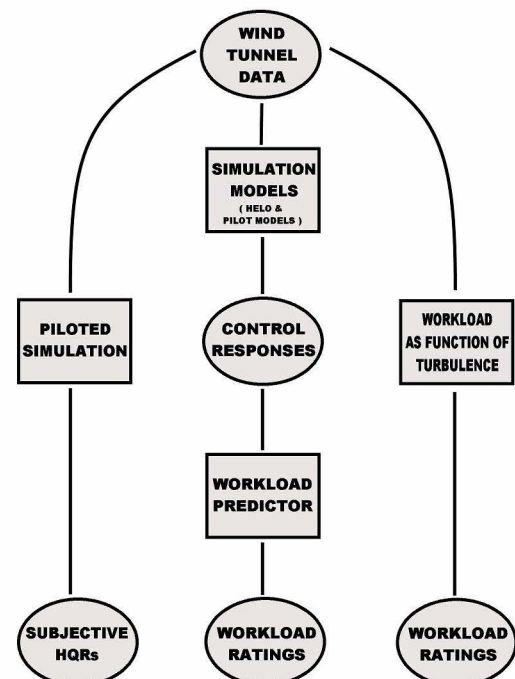 WIND
TUNNEL
DATA
SIMULATION
MODELS
( HELO &
PILOT MODELS )
PILOTED
SIMULATION
CONTROL
RESPONSES
WORKLOAD
AS FUNCTION OF
TURBULENCE
WORKLOAD
PREDICTOR
SUBJECTIVE
HQRs
WORKLOAD
RATINGS
WORKLOAD
RATINGS